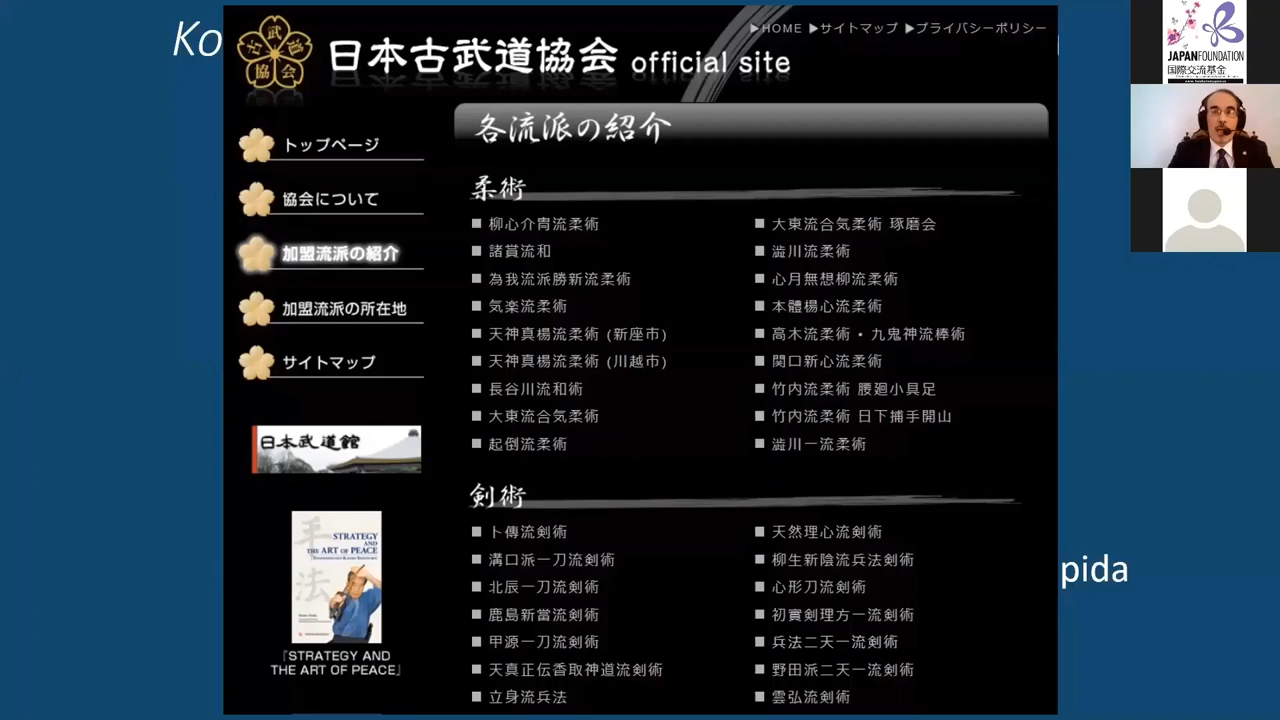 Ko
古武道協会
日本古武道協会 official site
▶HOME ▶サイトマップ ▶プライバシーポリシー
JAPANFOUNDATION
国際交流基金
トップページ
協会について
加盟流派の紹介
加盟流派の所在地
サイトマップ
日本武道館
手法
STRATEGY
AND
THE ART OF PEACE
『STRATEGY AND
THE ART OF PEACE』
各流派の紹介
柔術
■ 柳心介冑流柔術
■ 大東流合気柔術 琢磨会
■ 諸賞流和
■ 澁川流柔術
■ 為我流派勝新流柔術
■ 心月無想柳流柔術
■ 気楽流柔術
■ 本體楊心流柔術
■ 天神真楊流柔術 (新座市)
■ 高木流柔術・九鬼神流棒術
■ 天神真楊流柔術 (川越市)
■ 関口新心流柔術
■ 長谷川流和術
■ 竹内流柔術 腰廻小具足
■ 大東流合気柔術
■ 竹内流柔術 日下捕手開山
■ 起倒流柔術
■ 澁川一流柔術
剣術
■ 卜傳流剣術
■ 天然理心流剣術
■ 溝口派一刀流剣術
■ 柳生新陰流兵法剣術
■ 北辰一刀流剣術
■ 心形刀流剣術
■ 鹿島新當流剣術
■ 初實剣理方一流剣術
■ 甲源一刀流剣術
■ 兵法二天一流剣術
■ 天真正伝香取神道流剣術
■ 野田派二天一流剣術
■ 立身流兵法
■ 雲弘流剣術
pida